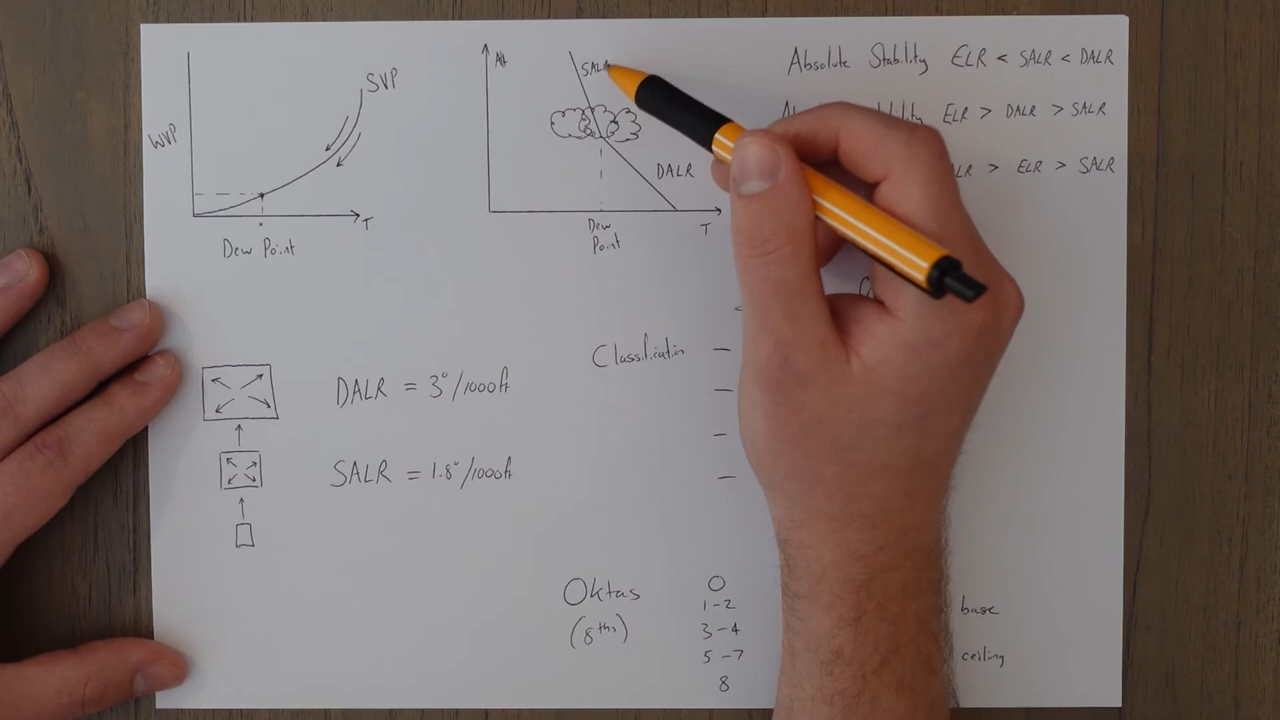 SVP
WVP
T
Dew Point
Alt
SALR
DALR
Dew
Point
T
Absolute Stability ELR < SALR < DALR
ELR > DALR > SALR
> ELR > SALR
DALR = 3°/1000ft
SALR = 1.8°/1000ft
Classification
-
-
-
-
Oktas
(8ths)
0
1-2
3-4
5-7
8
base
ceiling